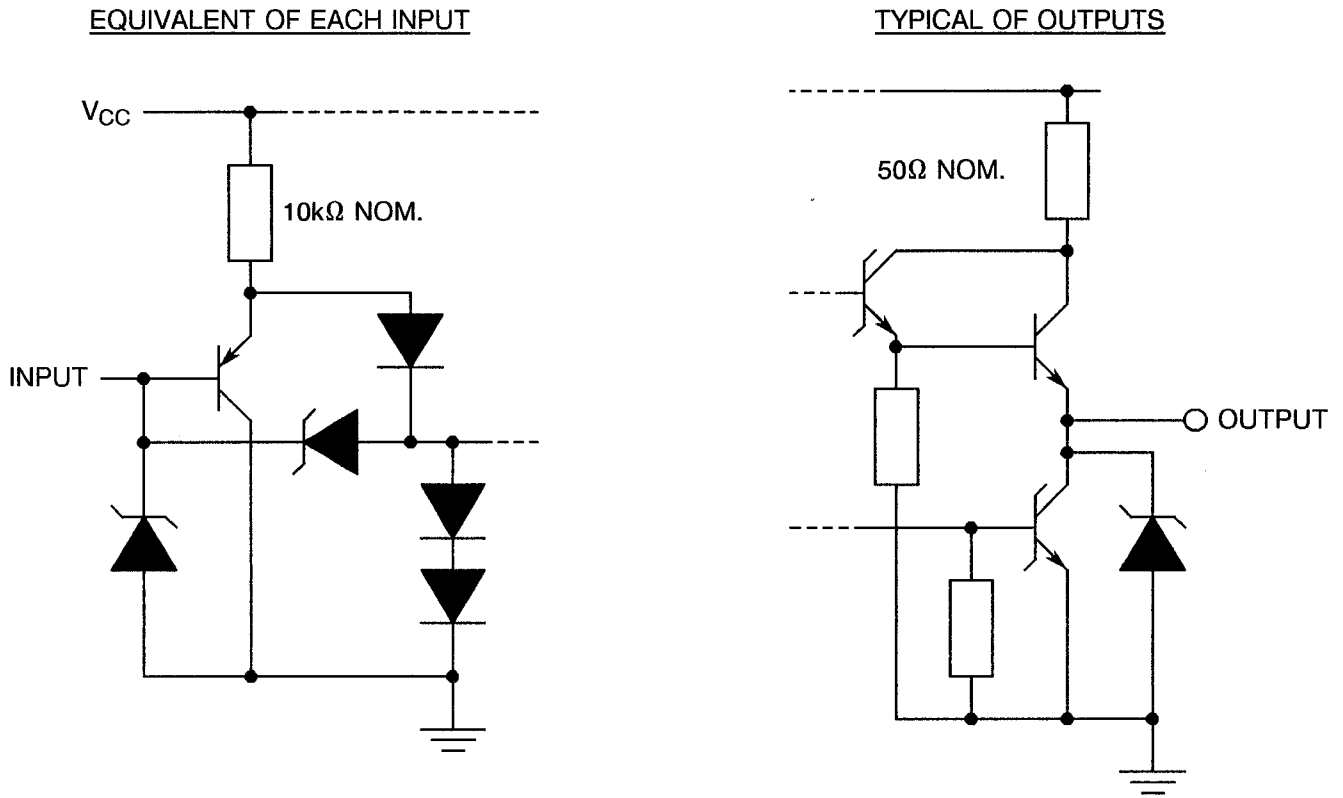 EQUIVALENT OF EACH INPUT
TYPICAL OF OUTPUTS
VCC
10kΩ NOM.
50Ω NOM.
INPUT
OUTPUT